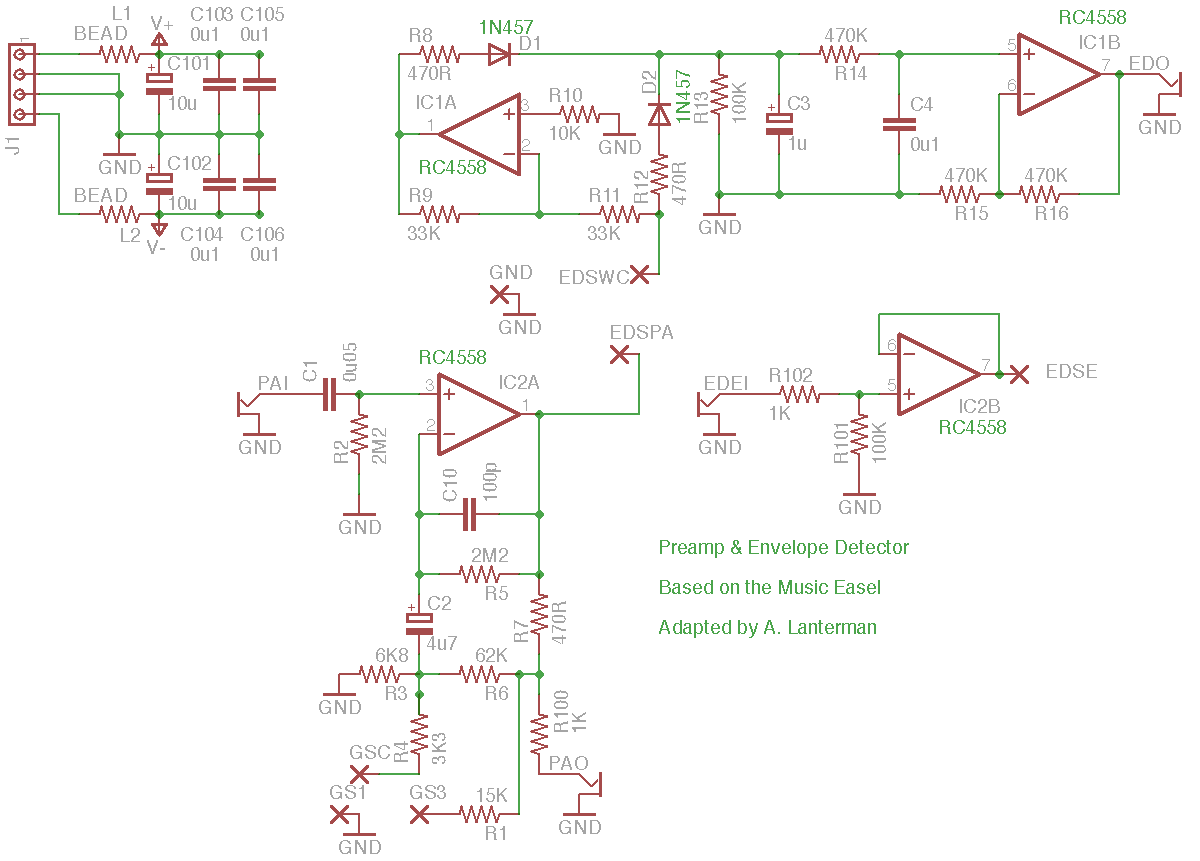 L1
BEAD
V+
C103
0u1
C105
0u1
1
C101
+
10u
J1
GND
C102
+
10u
BEAD
L2
V-
C104
0u1
C106
0u1
R8
470R
1N457
D1
IC1A
1
RC4558
3
+
2
−
R10
10K
GND
R9
33K
R11
33K
D2
1N457
R12
470R
EDSWC
R13
100K
C3
+
1u
470K
R14
C4
0u1
RC4558
IC1B
5
+
6
−
7
EDO
GND
470K
R15
470K
R16
GND
GND
GND
EDSPA
PAI
GND
C1
0u05
R2
2M2
GND
RC4558
IC2A
3
+
2
−
1
C10
100p
2M2
R5
C2
+
4u7
R7
470R
6K8
R3
GND
62K
R6
R4
3K3
GSC
GS1
GND
GS3
15K
R1
R100
1K
PAO
GND
EDEI
GND
R102
1K
R101
100K
GND
6
−
5
+
7
IC2B
RC4558
EDSE
Preamp & Envelope Detector
Based on the Music Easel
Adapted by A. Lanterman